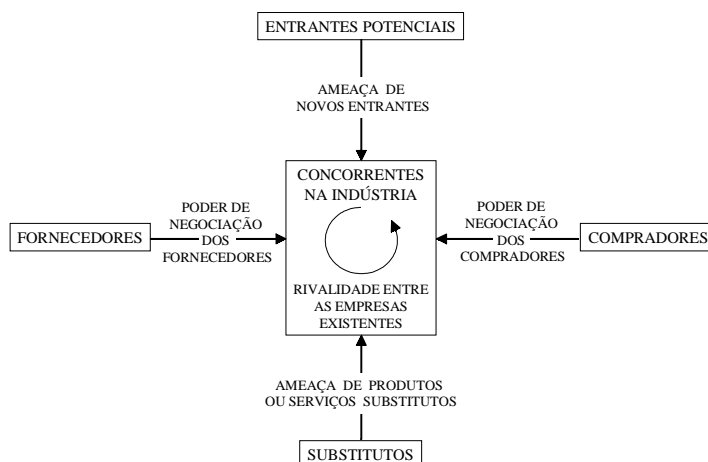 ENTRANTES POTENCIAIS
AMEAÇA DE
NOVOS ENTRANTES
CONCORRENTES
NA INDÚSTRIA
PODER DE
NEGOCIAÇÃO
DOS
FORNECEDORES
FORNECEDORES
PODER DE
NEGOCIAÇÃO
DOS
COMPRADORES
COMPRADORES
RIVALIDADE ENTRE
AS EMPRESAS
EXISTENTES
AMEAÇA DE PRODUTOS
OU SERVIÇOS SUBSTITUTOS
SUBSTITUTOS